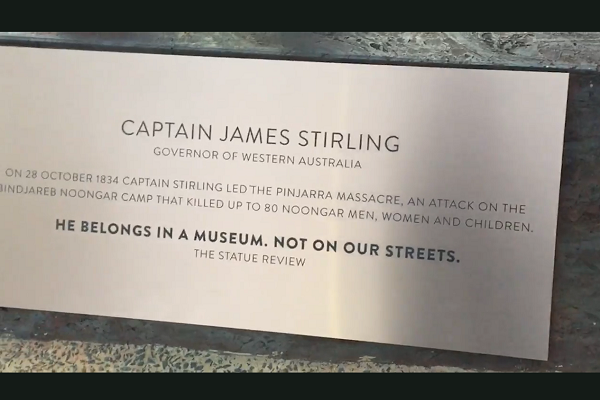 CAPTAIN JAMES STIRLING
GOVERNOR OF WESTERN AUSTRALIA
ON 28 OCTOBER 1834 CAPTAIN STIRLING LED THE PINJARRA MASSACRE, AN ATTACK ON THE
BINDJAREB NOONGAR CAMP THAT KILLED UP TO 80 NOONGAR MEN, WOMEN AND CHILDREN.
HE BELONGS IN A MUSEUM. NOT ON OUR STREETS.
THE STATUE REVIEW